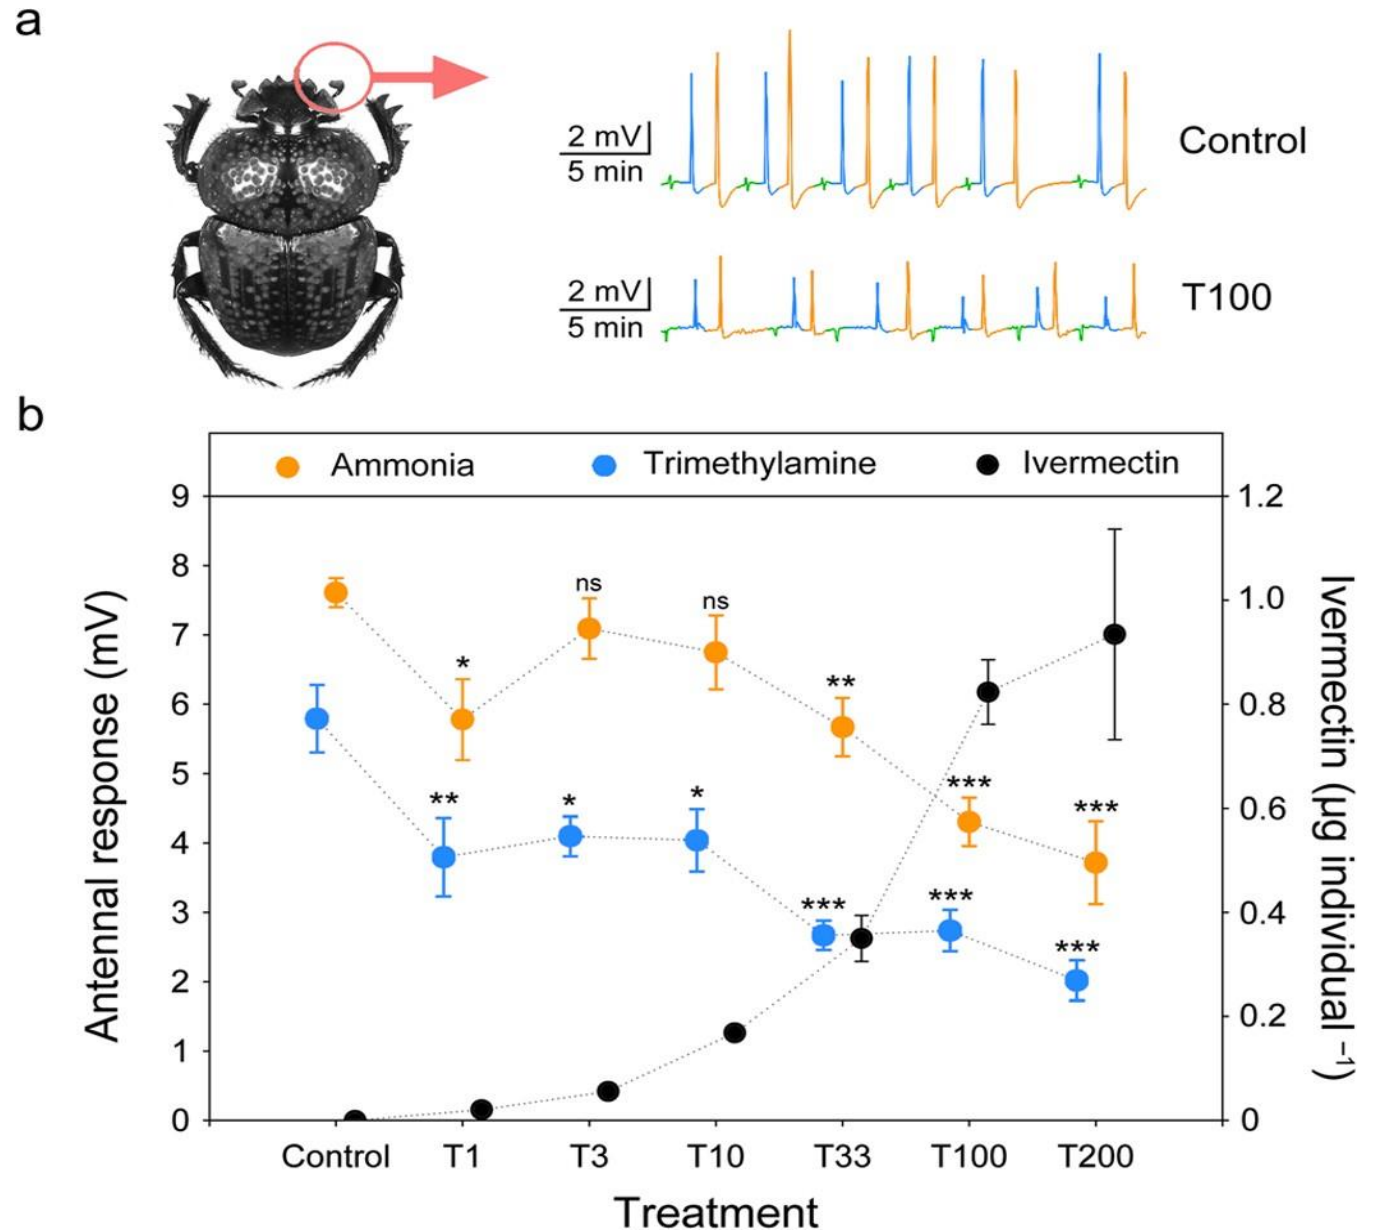 a
2 mV
5 min
Control
2 mV
5 min
T100
b
Ammonia Trimethylamine Ivermectin
Antennal response (mV)
9
8
7
6
5
4
3
2
1
0
ns
ns
*
**
***
***
**
*
*
***
***
***
1.2
1.0
0.8
0.6
0.4
0.2
0
Ivermectin (µg individual ⁻¹)
Control T1 T3 T10 T33 T100 T200
Treatment